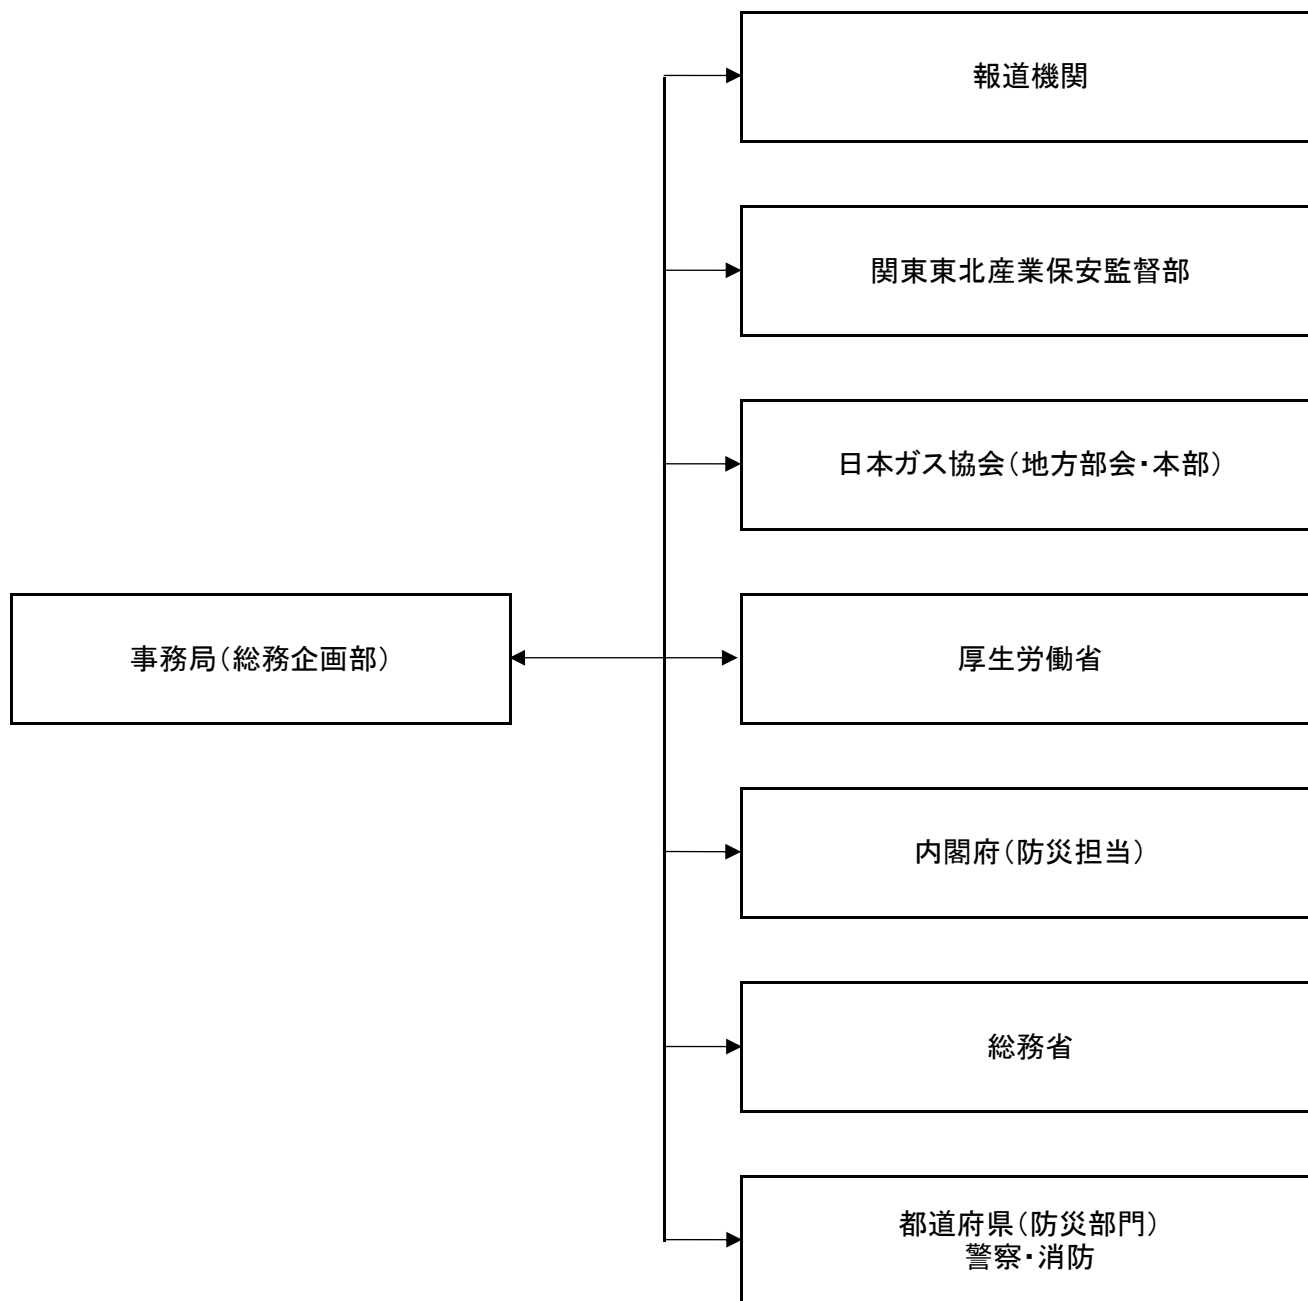 報道機関
関東東北産業保安監督部
日本ガス協会（地方部会・本部）
事務局（総務企画部）
厚生労働省
内閣府（防災担当）
総務省
都道府県（防災部門）
警察・消防